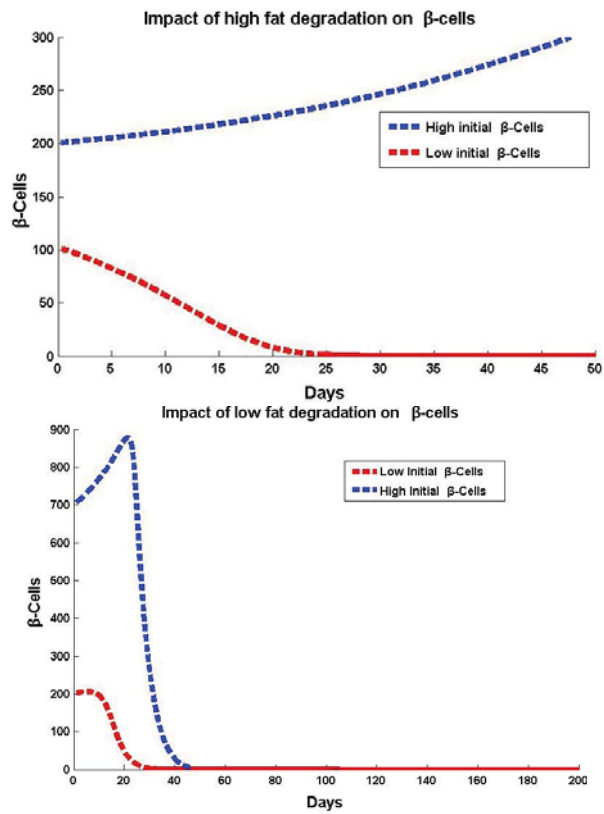 Impact of high fat degradation on β-cells
300
250
200
150
100
50
0
β-Cells
High initial β-Cells
Low initial β-Cells
0 5 10 15 20 25 30 35 40 45 50
Days
Impact of low fat degradation on β-cells
900
800
700
600
500
400
300
200
100
0
β-Cells
Low Initial β-Cells
High Initial β-Cells
0 20 40 60 80 100 120 140 160 180 200
Days